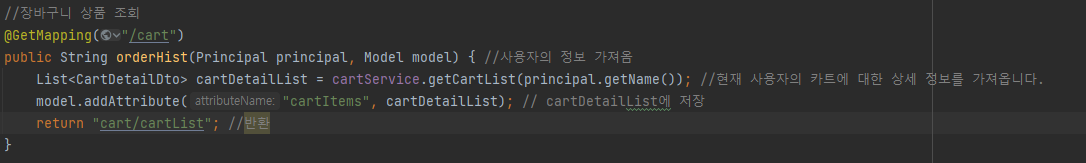 //장바구니 상품 조회
@GetMapping("/cart")
public String orderHist(Principal principal, Model model) { //사용자의 정보 가져옴
    List<CartDetailDto> cartDetailList = cartService.getCartList(principal.getName()); //현재 사용자의 카트에 대한 상세 정보를 가져옵니다.
    model.addAttribute( attributeName: "cartItems", cartDetailList); // cartDetailList에 저장
    return "cart/cartList"; //반환
}